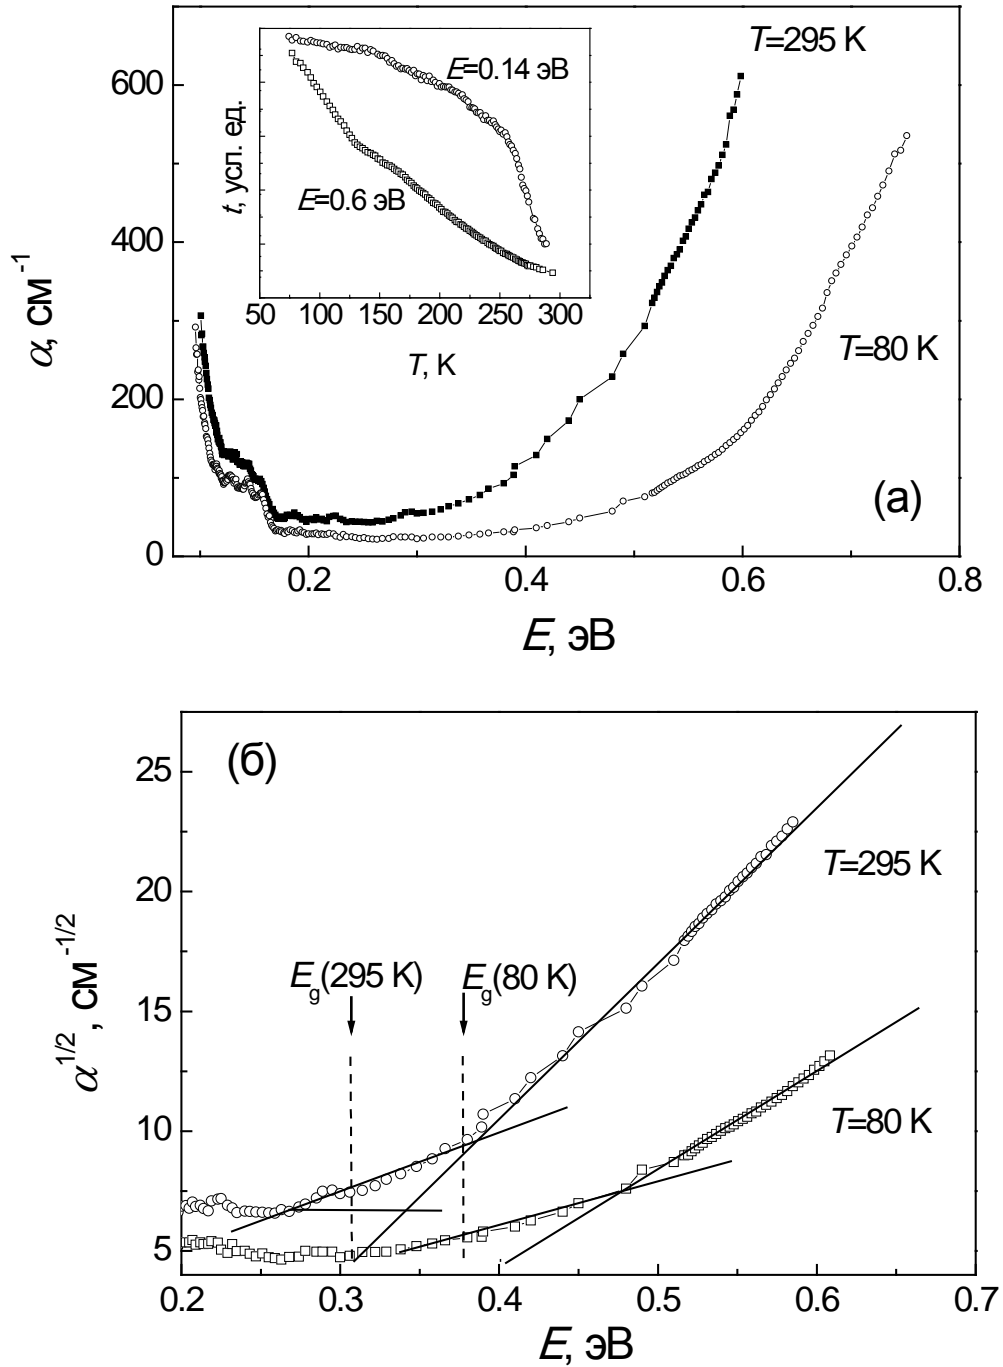 T=295 K
E=0.14 эВ
E=0.6 эВ
t, усл. ед.
50 100 150 200 250 300
T, K
T=80 K
(а)
α, см⁻¹
600
400
200
0
0.2 0.4 0.6 0.8
E, эВ
(б)
T=295 K
E_g(295 K) E_g(80 K)
T=80 K
α^1/2, см^-1/2
25
20
15
10
5
0.2 0.3 0.4 0.5 0.6 0.7
E, эВ